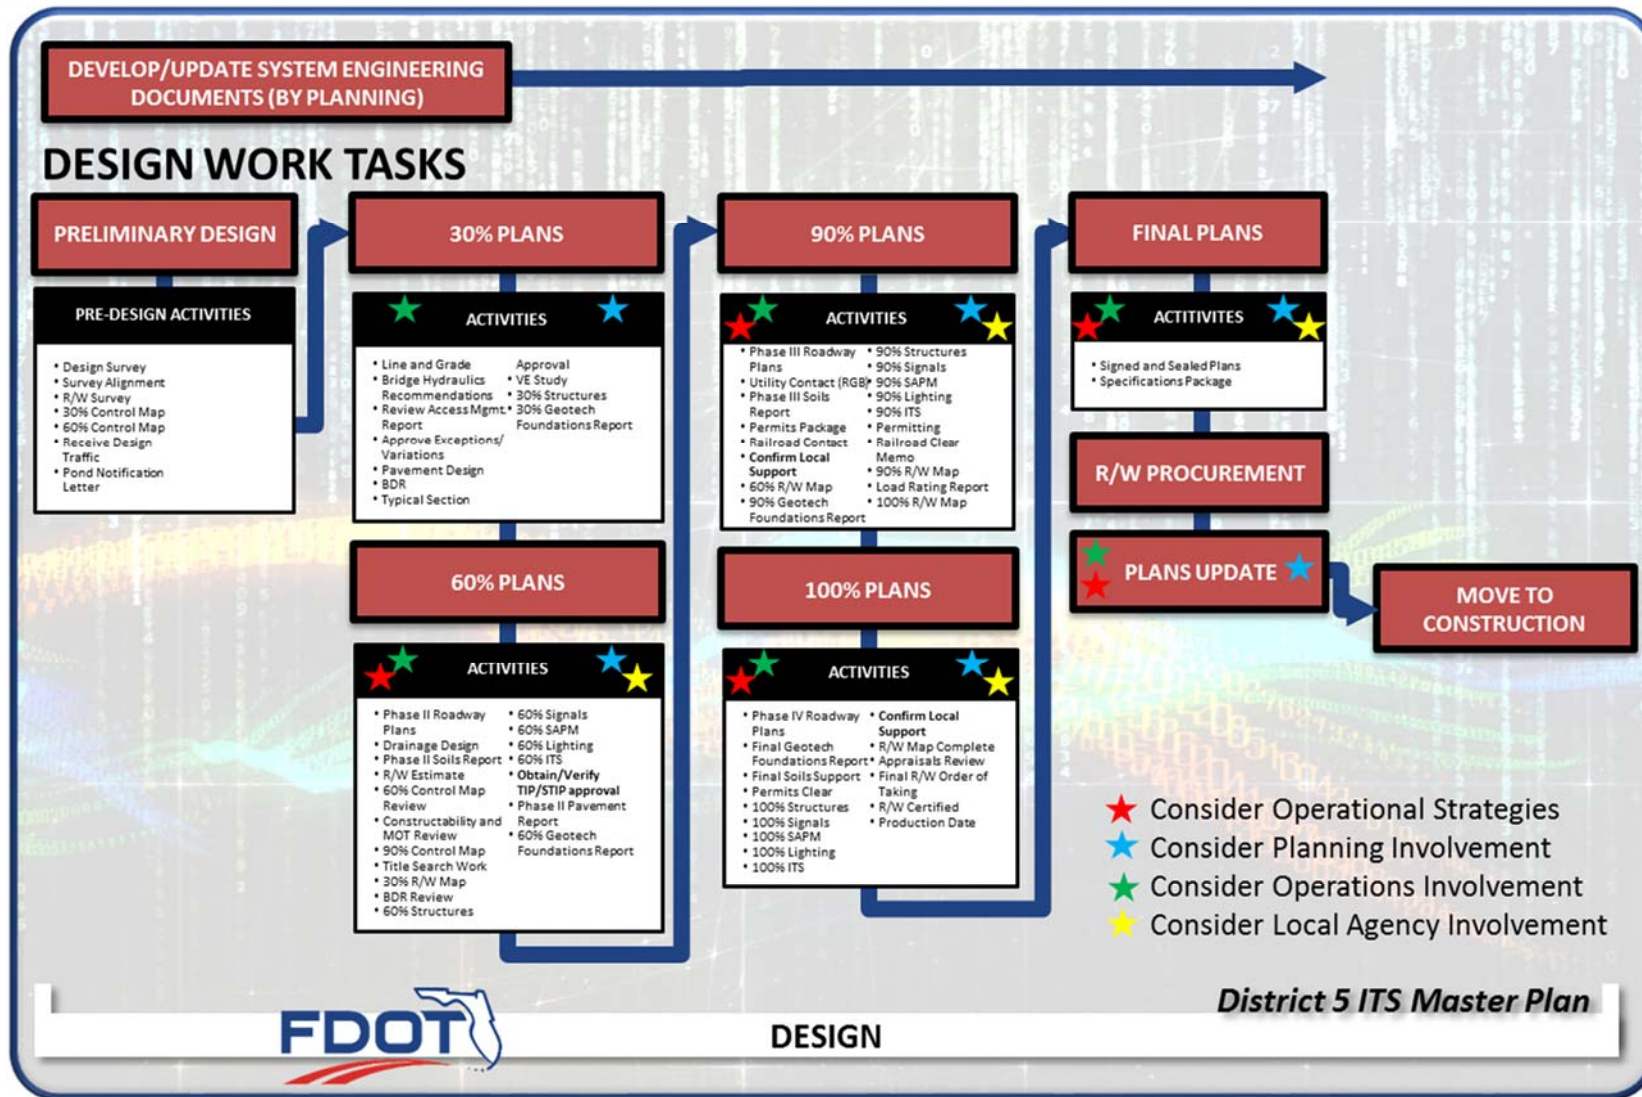 DEVELOP/UPDATE SYSTEM ENGINEERING
DOCUMENTS (BY PLANNING)
DESIGN WORK TASKS
PRELIMINARY DESIGN
PRE-DESIGN ACTIVITIES
• Design Survey
• Survey Alignment
• R/W Survey
• 30% Control Map
• 60% Control Map
• Receive Design
Traffic
• Pond Notification
Letter
30% PLANS
ACTIVITIES
• Line and Grade
• Bridge Hydraulics
Recommendations
• Review Access Mgmt.
Report
• Approve Exceptions/
Variations
• Pavement Design
• BDR
• Typical Section
Approval
• VE Study
• 30% Structures
• 30% Geotech
Foundations Report
60% PLANS
ACTIVITIES
• Phase II Roadway
Plans
• Drainage Design
• Phase II Soils Report
• R/W Estimate
• 60% Control Map
Review
• Constructability and
MOT Review
• 90% Control Map
• Title Search Work
• 30% R/W Map
• BDR Review
• 60% Structures
• 60% Signals
• 60% SAPM
• 60% Lighting
• 60% ITS
• Obtain/Verify
TIP/STIP approval
• Phase II Pavement
Report
• 60% Geotech
Foundations Report
90% PLANS
ACTIVITIES
• Phase III Roadway
Plans
• Utility Contact (RGB)
• Phase III Soils
Report
• Permits Package
• Railroad Contact
• Confirm Local
Support
• 60% R/W Map
• 90% Geotech
Foundations Report
• 90% Structures
• 90% Signals
• 90% SAPM
• 90% Lighting
• 90% ITS
• Permitting
• Railroad Clear
Memo
• 90% R/W Map
• Load Rating Report
• 100% R/W Map
100% PLANS
ACTIVITIES
• Phase IV Roadway
Plans
• Final Geotech
Foundations Report
• Final Soils Support
• Permits Clear
• 100% Structures
• 100% Signals
• 100% SAPM
• 100% Lighting
• 100% ITS
• Confirm Local
Support
• R/W Map Complete
• Appraisals Review
• Final R/W Order of
Taking
• R/W Certified
• Production Date
FINAL PLANS
ACTITIVITES
• Signed and Sealed Plans
• Specifications Package
R/W PROCUREMENT
PLANS UPDATE
MOVE TO
CONSTRUCTION
Consider Operational Strategies
Consider Planning Involvement
Consider Operations Involvement
Consider Local Agency Involvement
District 5 ITS Master Plan
FDOT
DESIGN